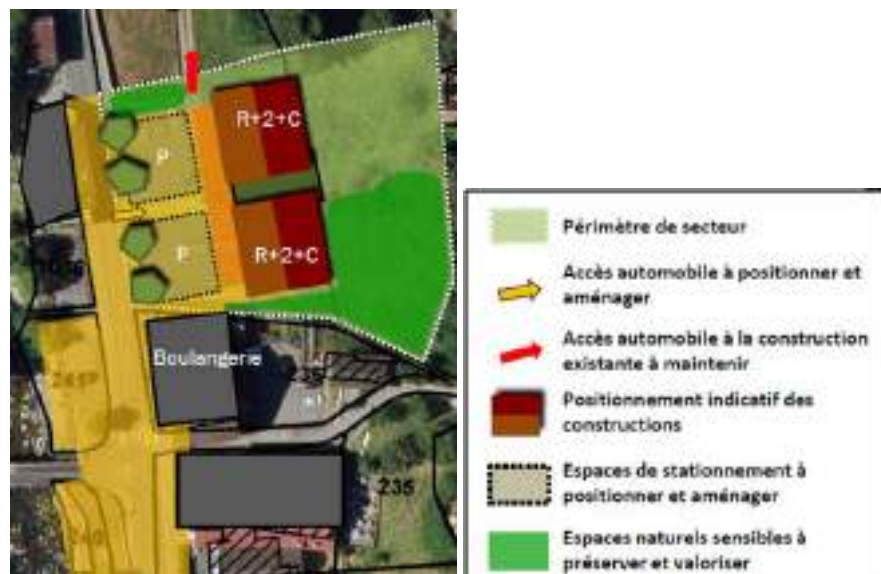 R+2+C
P
P
R+2+C
Boulangerie
235
Périmètre de secteur
Accès automobile à positionner et
aménager
Accès automobile à la construction
existante à maintenir
Positionnement indicatif des
constructions
Espaces de stationnement à
positionner et aménager
Espaces naturels sensibles à
préserver et valoriser